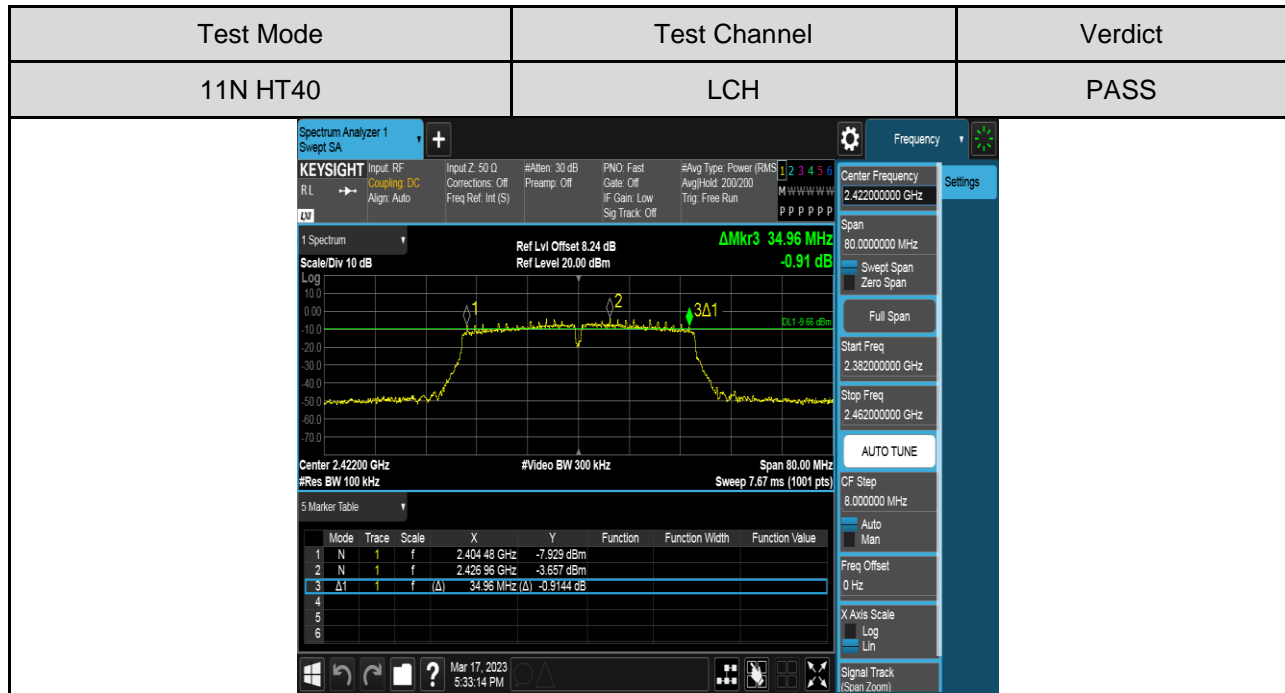 Test Mode Test Channel Verdict
11N HT40 LCH PASS
Spectrum Analyzer 1
Swept SA
+
Frequency
KEYSIGHT Input: RF Input Z: 50 Ω #Atten: 30 dB PNO: Fast #Avg Type: Power (RMS 1 2 3 4 5 6
RL Coupling: DC Corrections: Off Preamp: Off Gate: Off Avg|Hold: 200/200 M W W W W W
Align: Auto Freq Ref: Int (S) IF Gain: Low Trig: Free Run
LXI Sig Track: Off P P P P P P
Center Frequency
2.422000000 GHz
Settings
1 Spectrum
Ref Lvl Offset 8.24 dB ΔMkr3 34.96 MHz
Scale/Div 10 dB Ref Level 20.00 dBm -0.91 dB
Log
10.0
0.00
-10.0
-20.0
-30.0
-40.0
-50.0
-60.0
-70.0
1 2 3Δ1
DL1 -9.66 dBm
Center 2.42200 GHz #Video BW 300 kHz Span 80.00 MHz
#Res BW 100 kHz Sweep 7.67 ms (1001 pts)
5 Marker Table
Mode Trace Scale X Y Function Function Width Function Value
1 N 1 f 2.404 48 GHz -7.929 dBm
2 N 1 f 2.426 96 GHz -3.657 dBm
3 Δ1 1 f (Δ) 34.96 MHz (Δ) -0.9144 dB
4
5
6
Span
80.0000000 MHz
Swept Span
Zero Span
Full Span
Start Freq
2.382000000 GHz
Stop Freq
2.462000000 GHz
AUTO TUNE
CF Step
8.000000 MHz
Auto
Man
Freq Offset
0 Hz
X Axis Scale
Log
Lin
Signal Track
(Span Zoom)
? Mar 17, 2023
5:33:14 PM